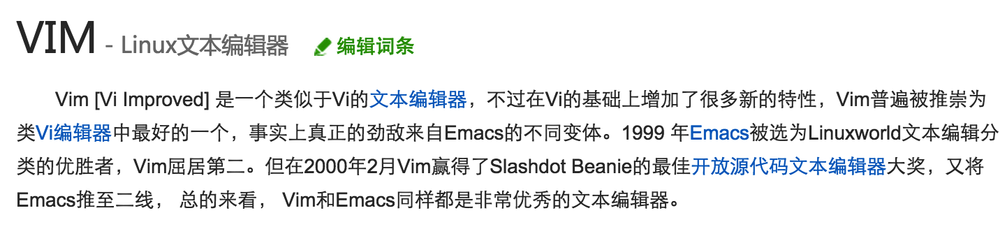 VIM - Linux文本编辑器 编辑词条
Vim [Vi Improved] 是一个类似于Vi的文本编辑器，不过在Vi的基础上增加了很多新的特性，Vim普遍被推崇为
类Vi编辑器中最好的一个，事实上真正的劲敌来自Emacs的不同变体。1999 年Emacs被选为Linuxworld文本编辑分
类的优胜者，Vim屈居第二。但在2000年2月Vim赢得了Slashdot Beanie的最佳开放源代码文本编辑器大奖，又将
Emacs推至二线， 总的来看， Vim和Emacs同样都是非常优秀的文本编辑器。